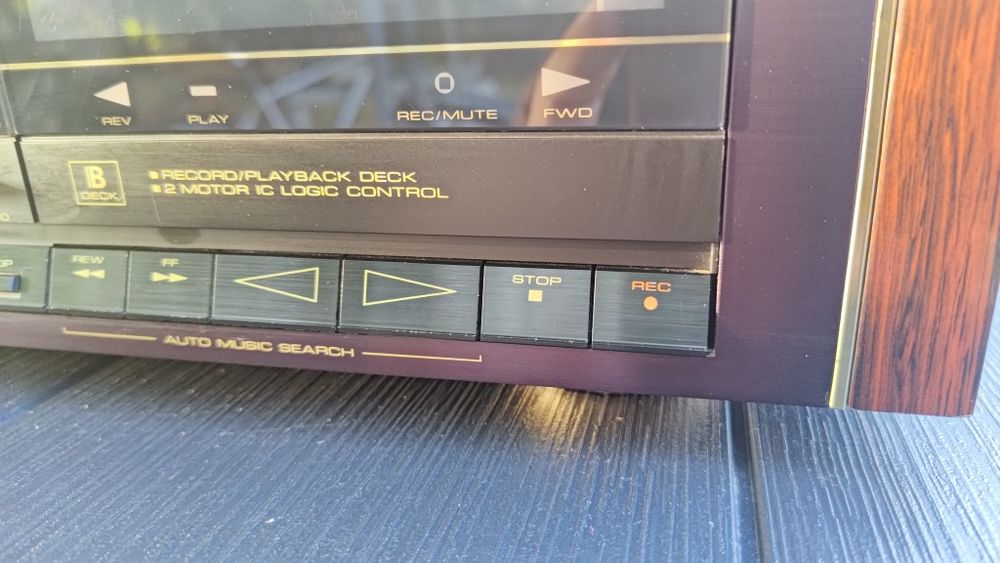 REV
PLAY
REC/MUTE
FWD
B
DECK
RECORD/PLAYBACK DECK
2 MOTOR IC LOGIC CONTROL
REW
FF
STOP
REC
AUTO MUSIC SEARCH